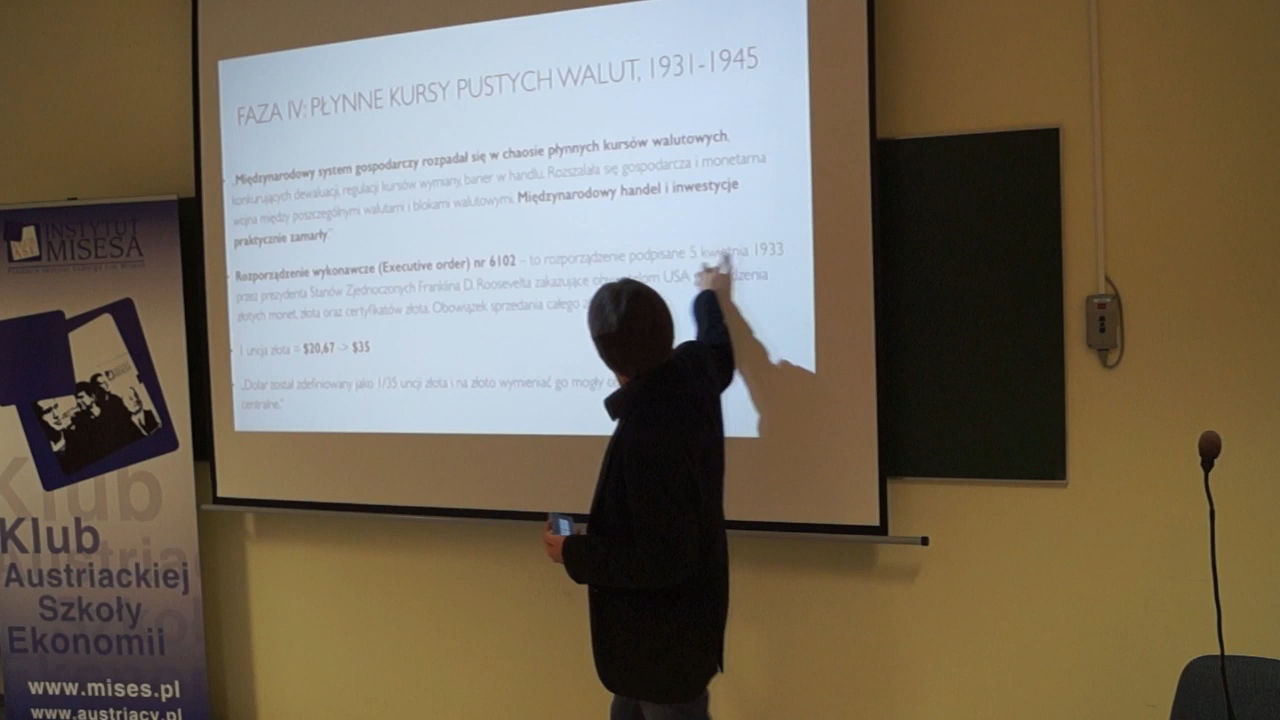 FAZA IV: PŁYNNE KURSY PUSTYCH WALUT, 1931-1945
„Międzynarodowy system gospodarczy rozpadał się w chaosie płynnych kursów walutowych,
konkurujących dewaluacji, regulacji kursów wymiany, barier w handlu. Rozszalała się gospodarcza i monetarna
wojna między poszczególnymi walutami i blokami walutowymi. Międzynarodowy handel i inwestycje
praktycznie zamarły."
Rozporządzenie wykonawcze (Executive order) nr 6102 – to rozporządzenie podpisane 5 kwietnia 1933
przez prezydenta Stanów Zjednoczonych Franklina D. Roosevelta zakazujące obywatelom USA
złotych monet, złota oraz certyfikatów złota. Obowiązek sprzedania całego
1 uncja złota = $20,67 -> $35
„Dolar został zdefiniowany jako 1/35 uncji złota i na złoto wymieniać go mogły
centralne."
INSTYTUT
MISESA
Klub
Klub
Austriackiej
Szkoły
Ekonomii
www.mises.pl
www.austriacy.pl